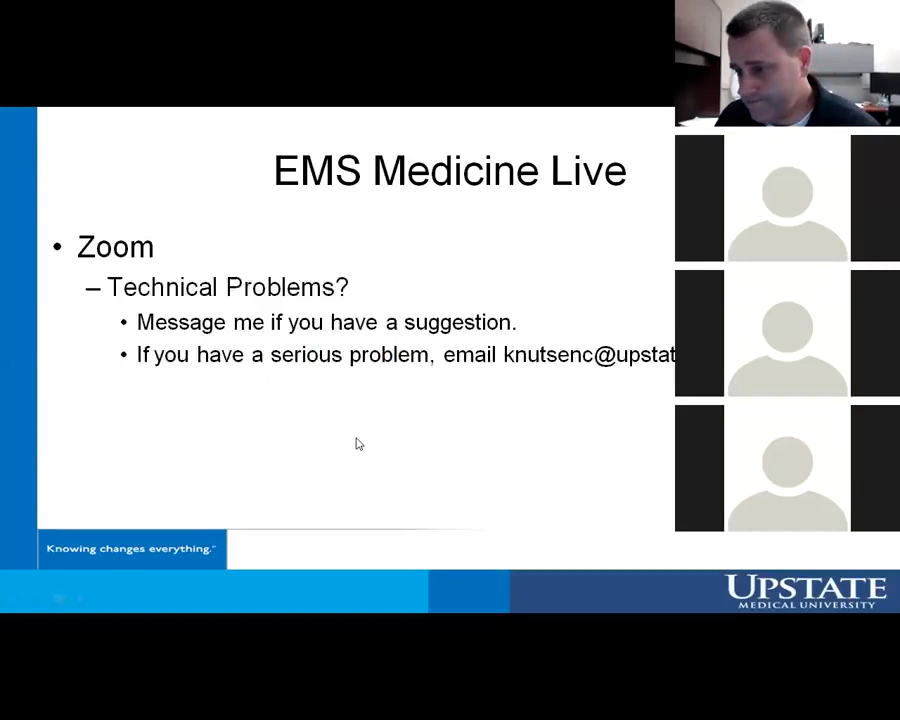 EMS Medicine Live
• Zoom
– Technical Problems?
• Message me if you have a suggestion.
• If you have a serious problem, email knutsenc@upstat
Knowing changes everything.™
UPSTATE
MEDICAL UNIVERSITY